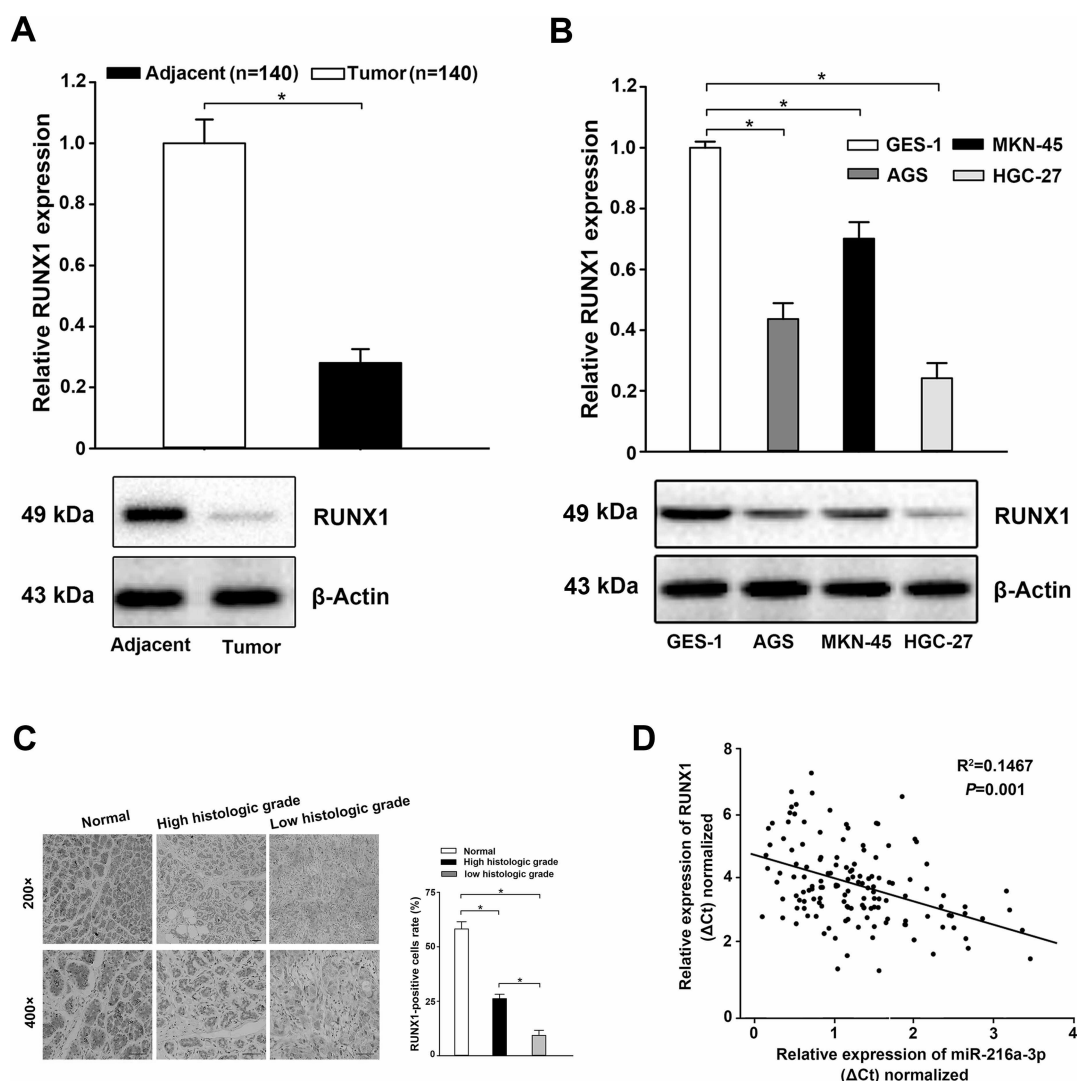 A
Adjacent (n=140) Tumor (n=140)
*
Relative RUNX1 expression
1.2
1.0
0.8
0.6
0.4
0.2
0
49 kDa RUNX1
43 kDa β-Actin
Adjacent Tumor
B
*
*
*
GES-1 MKN-45
AGS HGC-27
Relative RUNX1 expression
1.2
1.0
0.8
0.6
0.4
0.2
0
49 kDa RUNX1
43 kDa β-Actin
GES-1 AGS MKN-45 HGC-27
C
Normal High histologic grade Low histologic grade
200×
400×
Normal
High histologic grade
low histologic grade
RUNX1-positive cells rate (%)
75
50
25
0
*
*
*
D
R²=0.1467
P=0.001
Relative expression of RUNX1
(ΔCt) normalized
8
6
4
2
0
0 1 2 3 4
Relative expression of miR-216a-3p
(ΔCt) normalized